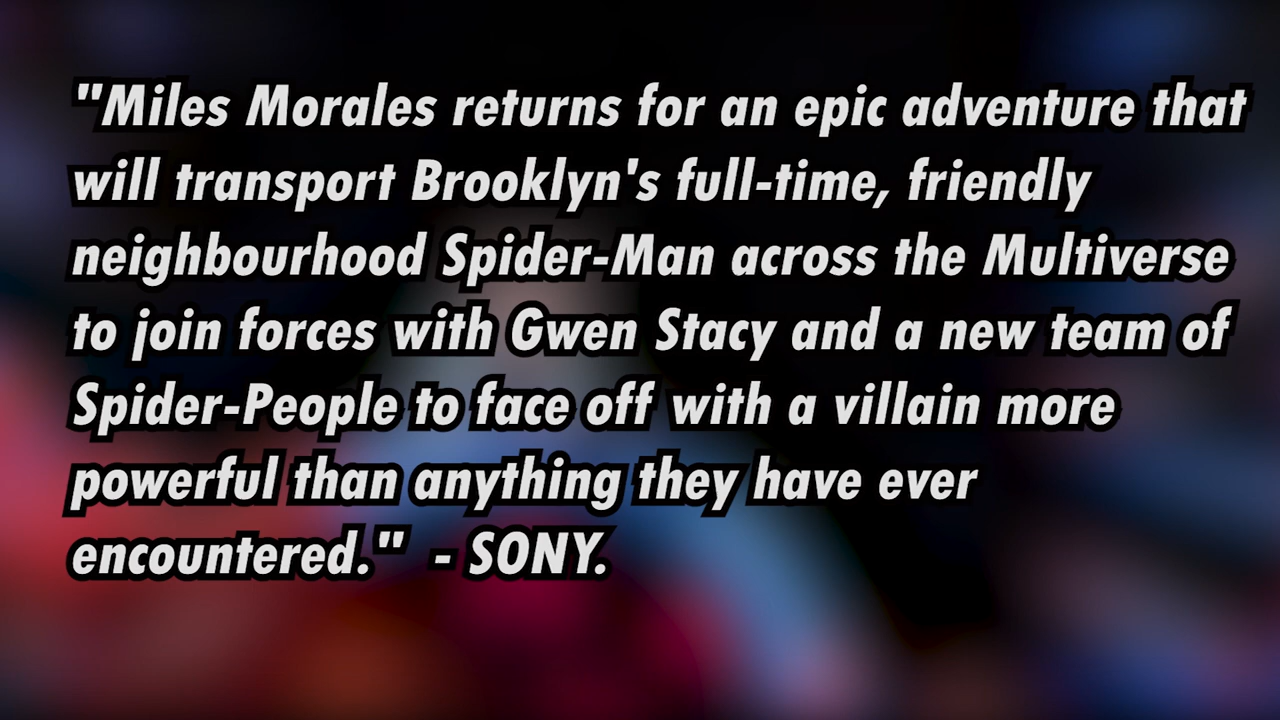 "Miles Morales returns for an epic adventure that
will transport Brooklyn's full-time, friendly
neighbourhood Spider-Man across the Multiverse
to join forces with Gwen Stacy and a new team of
Spider-People to face off with a villain more
powerful than anything they have ever
encountered." - SONY.